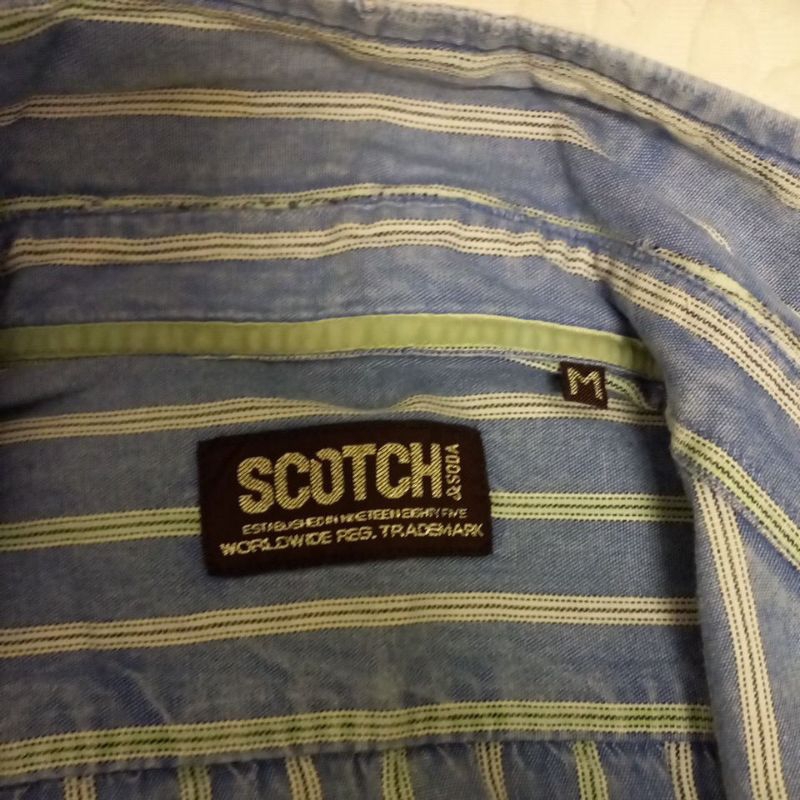 M
SCOTCH
&SODA
ESTABLISHED IN NINETEEN EIGHTY FIVE
WORLDWIDE REG. TRADEMARK